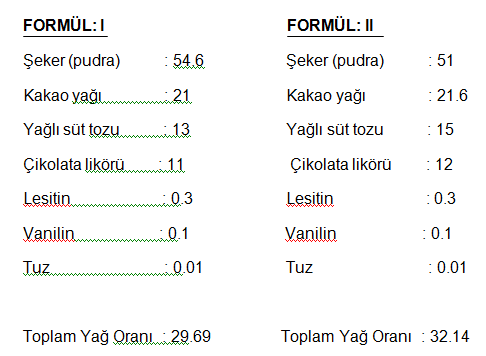 FORMÜL: I FORMÜL: II
Şeker (pudra) : 54.6 Şeker (pudra) : 51
Kakao yağı : 21 Kakao yağı : 21.6
Yağlı süt tozu : 13 Yağlı süt tozu : 15
Çikolata likörü : 11 Çikolata likörü : 12
Lesitin : 0.3 Lesitin : 0.3
Vanilin : 0.1 Vanilin : 0.1
Tuz : 0.01 Tuz : 0.01
Toplam Yağ Oranı : 29.69 Toplam Yağ Oranı : 32.14